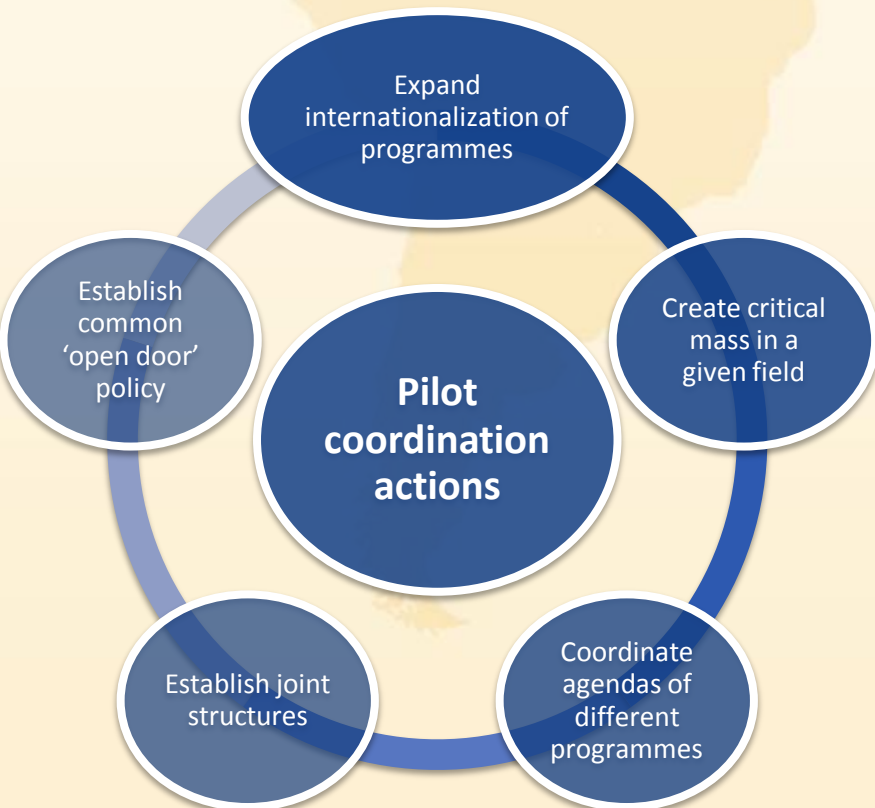 Expand
internationalization of
programmes
Create critical
mass in a
given field
Coordinate
agendas of
different
programmes
Establish joint
structures
Establish
common
‘open door’
policy
Pilot
coordination
actions